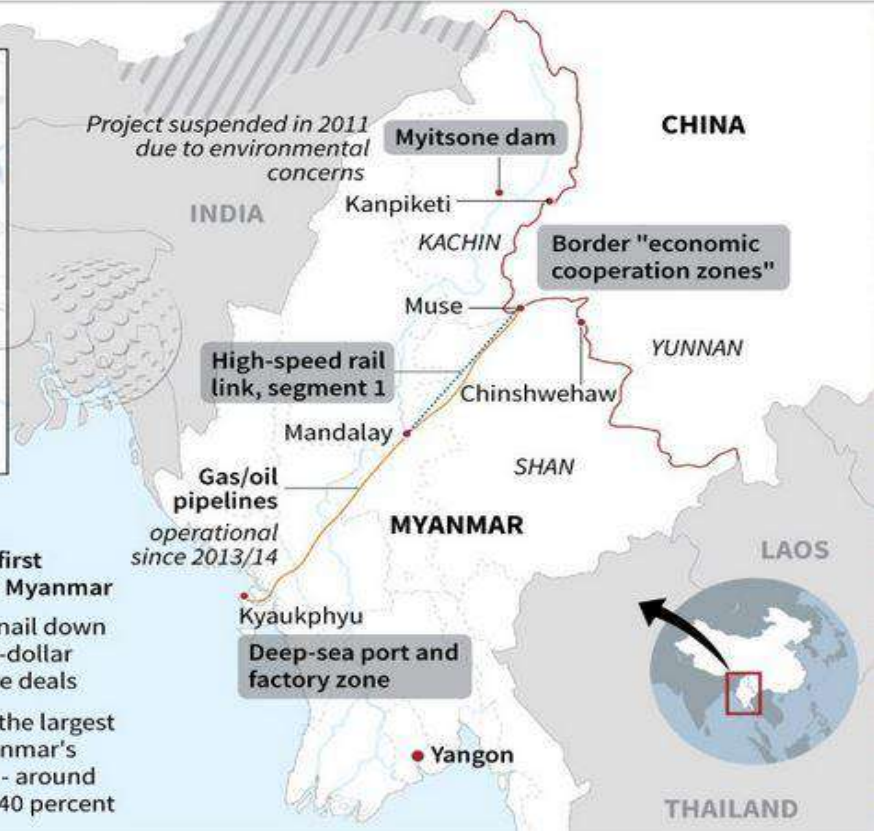 Project suspended in 2011
due to environmental
concerns
Myitsone dam
CHINA
INDIA
Kanpiketi
KACHIN
Border "economic
cooperation zones"
Muse
YUNNAN
High-speed rail
link, segment 1
Chinshwehaw
Mandalay
SHAN
Gas/oil
pipelines
operational
since 2013/14
MYANMAR
LAOS
first
Myanmar
Kyaukphyu
nail down
-dollar
e deals
Deep-sea port and
factory zone
the largest
nmar's
- around
40 percent
Yangon
THAILAND